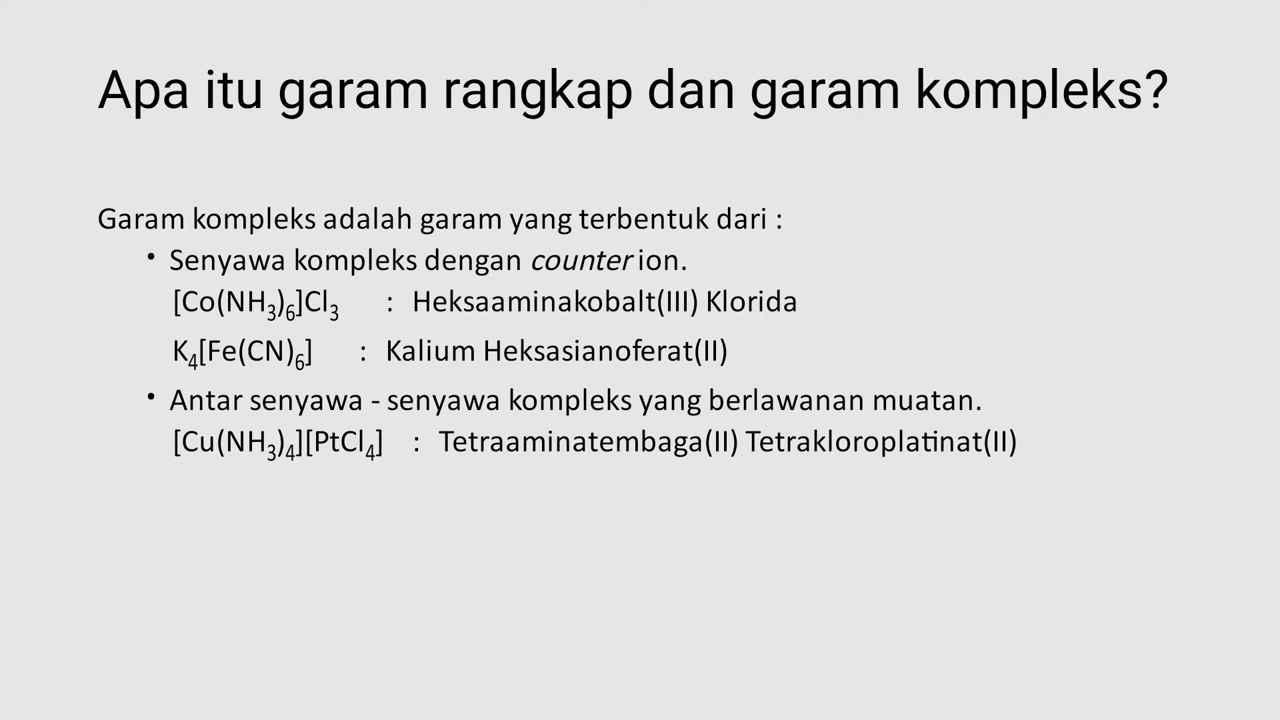 Apa itu garam rangkap dan garam kompleks?
Garam kompleks adalah garam yang terbentuk dari :
• Senyawa kompleks dengan counter ion.
[Co(NH₃)₆]Cl₃ : Heksaaminakobalt(III) Klorida
K₄[Fe(CN)₆] : Kalium Heksasianoferat(II)
• Antar senyawa - senyawa kompleks yang berlawanan muatan.
[Cu(NH₃)₄][PtCl₄] : Tetraaminatembaga(II) Tetrakloroplatinat(II)